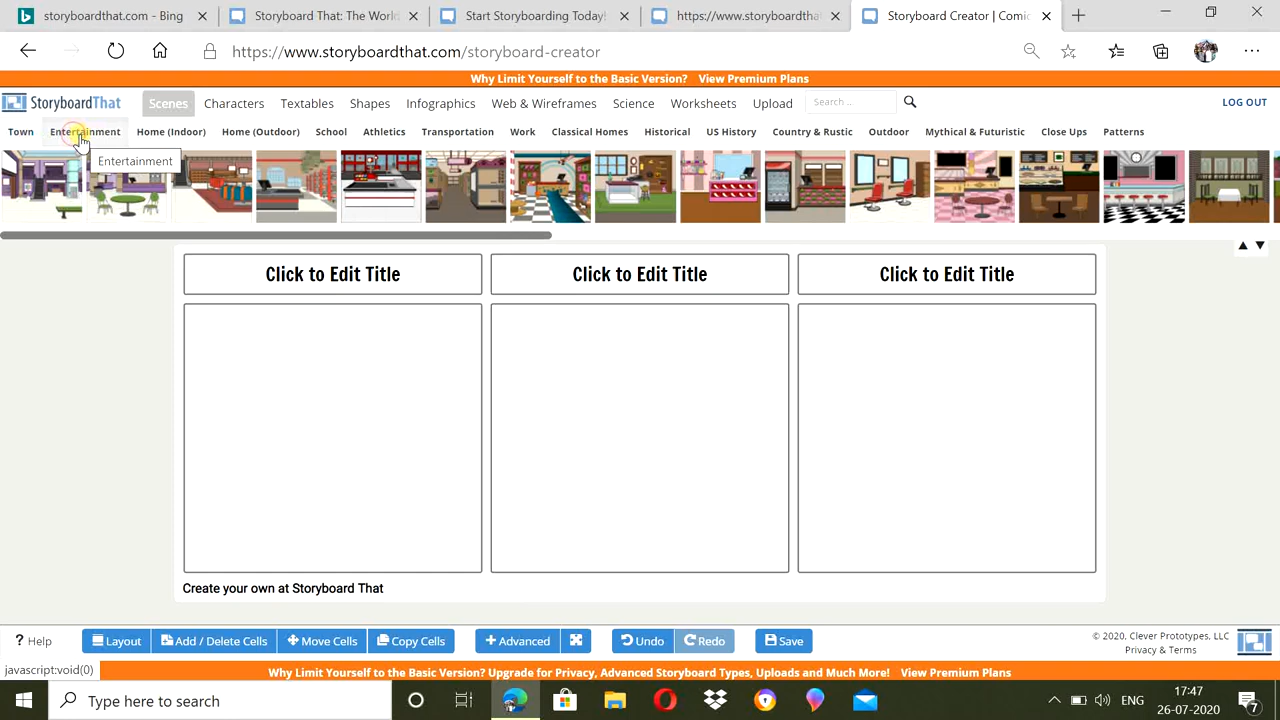 storyboardthat.com - Bing
Storyboard That: The World
Start Storyboarding Today!
https://www.storyboardthat.com/
Storyboard Creator | Comic
https://www.storyboardthat.com/storyboard-creator
Why Limit Yourself to the Basic Version? View Premium Plans
StoryboardThat
Scenes
Characters
Textables
Shapes
Infographics
Web & Wireframes
Science
Worksheets
Upload
Search ...
LOG OUT
Town
Entertainment
Home (Indoor)
Home (Outdoor)
School
Athletics
Transportation
Work
Classical Homes
Historical
US History
Country & Rustic
Outdoor
Mythical & Futuristic
Close Ups
Patterns
Entertainment
Click to Edit Title
Click to Edit Title
Click to Edit Title
Create your own at Storyboard That
? Help
Layout
Add / Delete Cells
Move Cells
Copy Cells
Advanced
Undo
Redo
Save
© 2020, Clever Prototypes, LLC
Privacy & Terms
javascript:void(0)
Why Limit Yourself to the Basic Version? Upgrade for Privacy, Advanced Storyboard Types, Uploads and Much More! View Premium Plans
Type here to search
ENG
17:47
26-07-2020
7